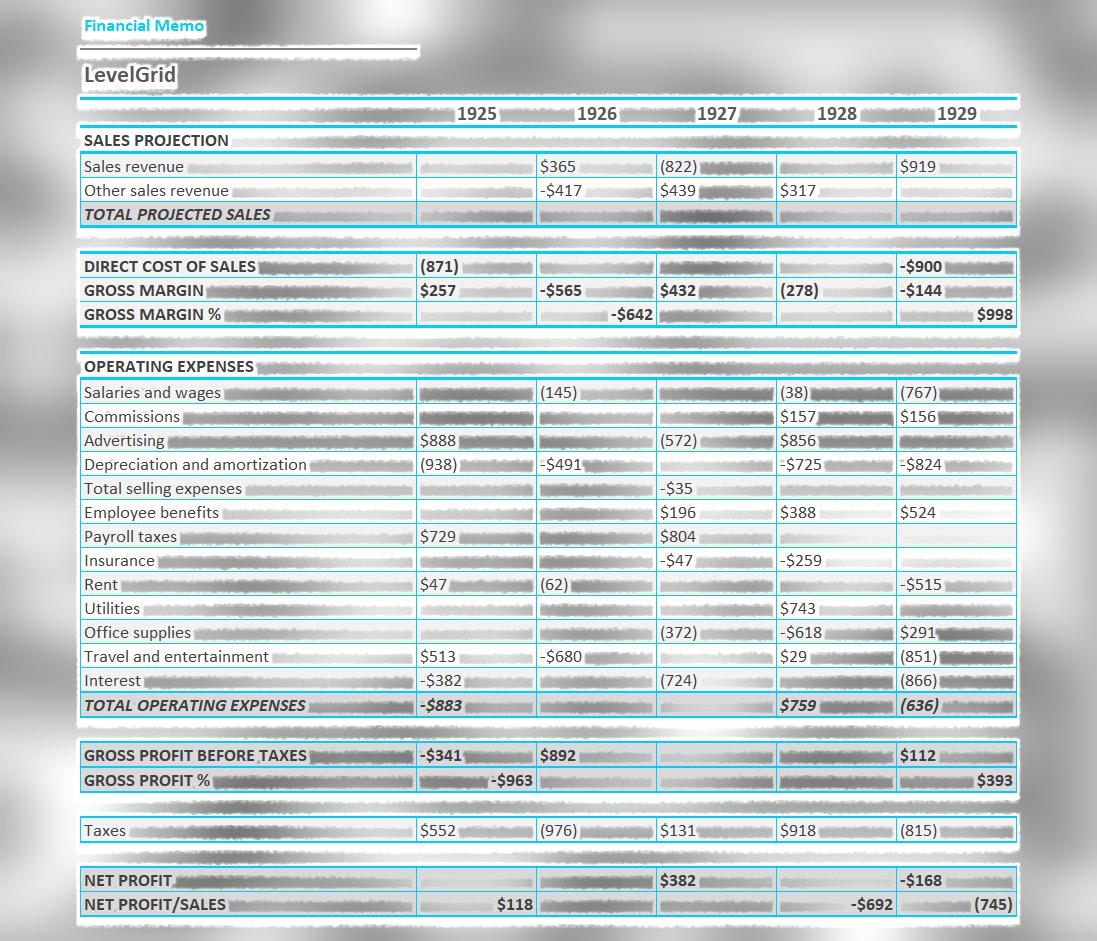 Financial Memo
LevelGrid
1925 1926 1927 1928 1929
SALES PROJECTION
Sales revenue $365 (822) $919
Other sales revenue -$417 $439 $317
TOTAL PROJECTED SALES
DIRECT COST OF SALES (871) -$900
GROSS MARGIN $257 -$565 $432 (278) -$144
GROSS MARGIN % -$642 $998
OPERATING EXPENSES
Salaries and wages (145) (38) (767)
Commissions $157 $156
Advertising $888 (572) $856
Depreciation and amortization (938) -$491 -$725 -$824
Total selling expenses -$35
Employee benefits $196 $388 $524
Payroll taxes $729 $804
Insurance -$47 -$259
Rent $47 (62) -$515
Utilities $743
Office supplies (372) -$618 $291
Travel and entertainment $513 -$680 $29 (851)
Interest -$382 (724) (866)
TOTAL OPERATING EXPENSES -$883 $759 (636)
GROSS PROFIT BEFORE TAXES -$341 $892 $112
GROSS PROFIT % -$963 $393
Taxes $552 (976) $131 $918 (815)
NET PROFIT $382 -$168
NET PROFIT/SALES $118 -$692 (745)